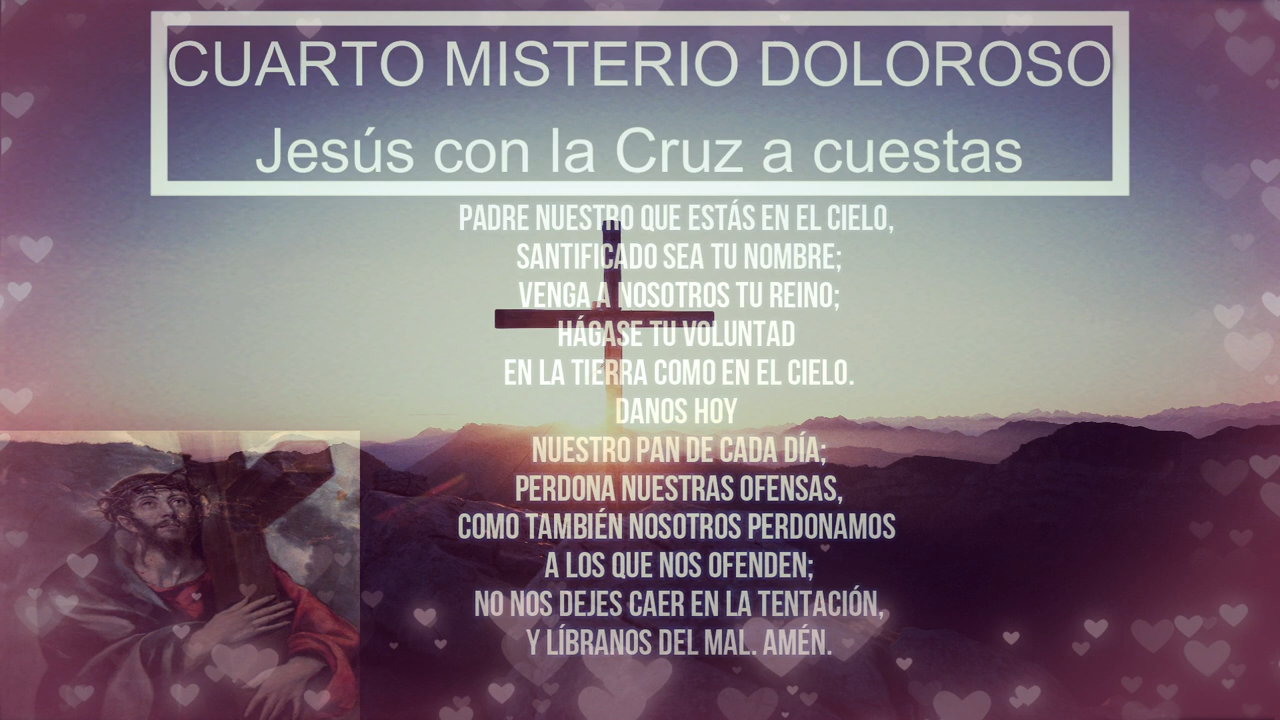 CUARTO MISTERIO DOLOROSO
Jesús con la Cruz a cuestas
PADRE NUESTRO QUE ESTÁS EN EL CIELO,
SANTIFICADO SEA TU NOMBRE;
VENGA A NOSOTROS TU REINO;
HÁGASE TU VOLUNTAD
EN LA TIERRA COMO EN EL CIELO.
DANOS HOY
NUESTRO PAN DE CADA DÍA;
PERDONA NUESTRAS OFENSAS,
COMO TAMBIÉN NOSOTROS PERDONAMOS
A LOS QUE NOS OFENDEN;
NO NOS DEJES CAER EN LA TENTACIÓN,
Y LÍBRANOS DEL MAL. AMÉN.